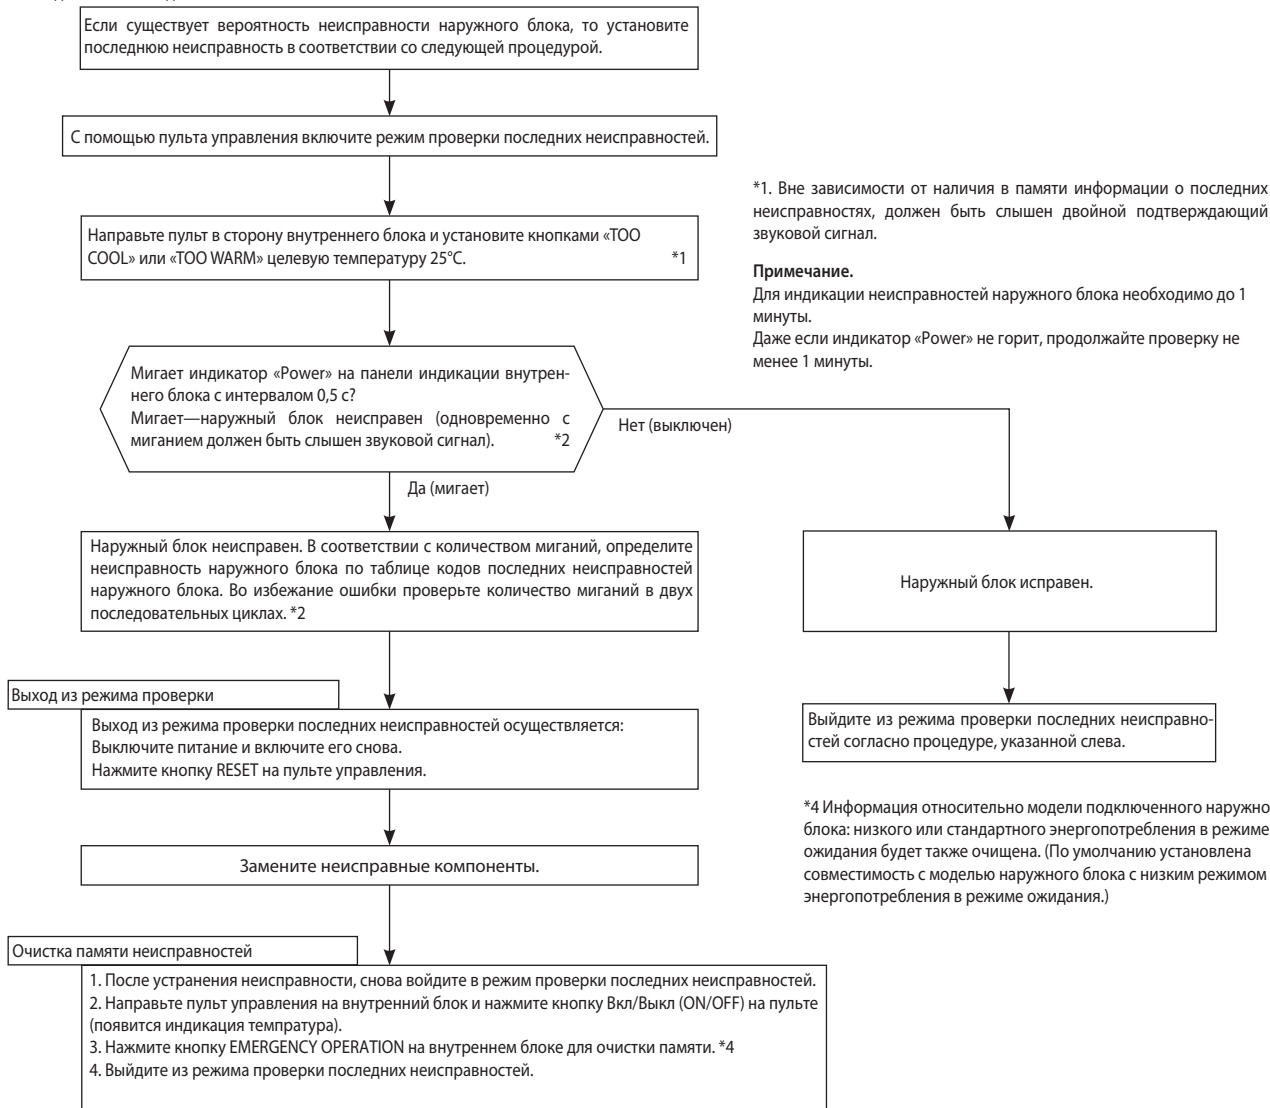 Если существует вероятность неисправности наружного блока, то установите
последнюю неисправность в соответствии со следующей процедурой.
С помощью пульта управления включите режим проверки последних неисправностей.
Направьте пульт в сторону внутреннего блока и установите кнопками «TOO
COOL» или «TOO WARM» целевую температуру 25°C. *1
*1. Вне зависимости от наличия в памяти информации о последних
неисправностях, должен быть слышен двойной подтверждающий
звуковой сигнал.
Примечание.
Для индикации неисправностей наружного блока необходимо до 1
минуты.
Даже если индикатор «Power» не горит, продолжайте проверку не
менее 1 минуты.
Мигает индикатор «Power» на панели индикации внутрен-
него блока с интервалом 0,5 с?
Мигает—наружный блок неисправен (одновременно с
миганием должен быть слышен звуковой сигнал). *2
Нет (выключен)
Да (мигает)
Наружный блок неисправен. В соответствии с количеством миганий, определите
неисправность наружного блока по таблице кодов последних неисправностей
наружного блока. Во избежание ошибки проверьте количество миганий в двух
последовательных циклах. *2
Наружный блок исправен.
Выход из режима проверки
Выход из режима проверки последних неисправностей осуществляется:
Выключите питание и включите его снова.
Нажмите кнопку RESET на пульте управления.
Выйдите из режима проверки последних неисправно-
стей согласно процедуре, указанной слева.
*4 Информация относительно модели подключенного наружно
блока: низкого или стандартного энергопотребления в режиме
ожидания будет также очищена. (По умолчанию установлена
совместимость с моделью наружного блока с низким режимом
энергопотребления в режиме ожидания.)
Замените неисправные компоненты.
Очистка памяти неисправностей
1. После устранения неисправности, снова войдите в режим проверки последних неисправностей.
2. Направьте пульт управления на внутренний блок и нажмите кнопку Вкл/Выкл (ON/OFF) на пульте
(появится индикация темпратура).
3. Нажмите кнопку EMERGENCY OPERATION на внутреннем блоке для очистки памяти. *4
4. Выйдите из режима проверки последних неисправностей.